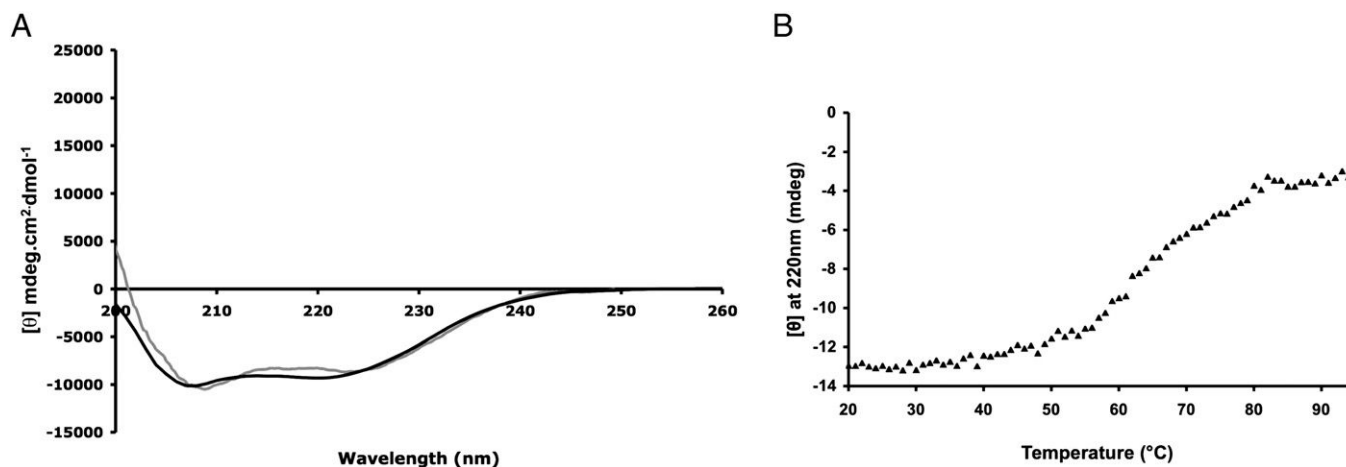 A
[θ] mdeg.cm²·dmol⁻¹
25000
20000
15000
10000
5000
0
-5000
-10000
-15000
200 210 220 230 240 250 260
Wavelength (nm)
B
[θ] at 220nm (mdeg)
0
-2
-4
-6
-8
-10
-12
-14
20 30 40 50 60 70 80 90
Temperature (°C)